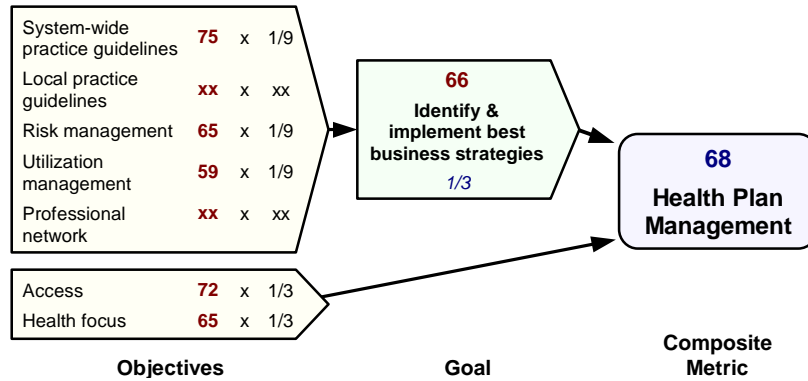 System-wide
practice guidelines 75 x 1/9
Local practice
guidelines xx x xx
Risk management 65 x 1/9
Utilization
management 59 x 1/9
Professional
network xx x xx
66
Identify &
implement best
business strategies
1/3
68
Health Plan
Management
Access 72 x 1/3
Health focus 65 x 1/3
Objectives
Goal
Composite
Metric